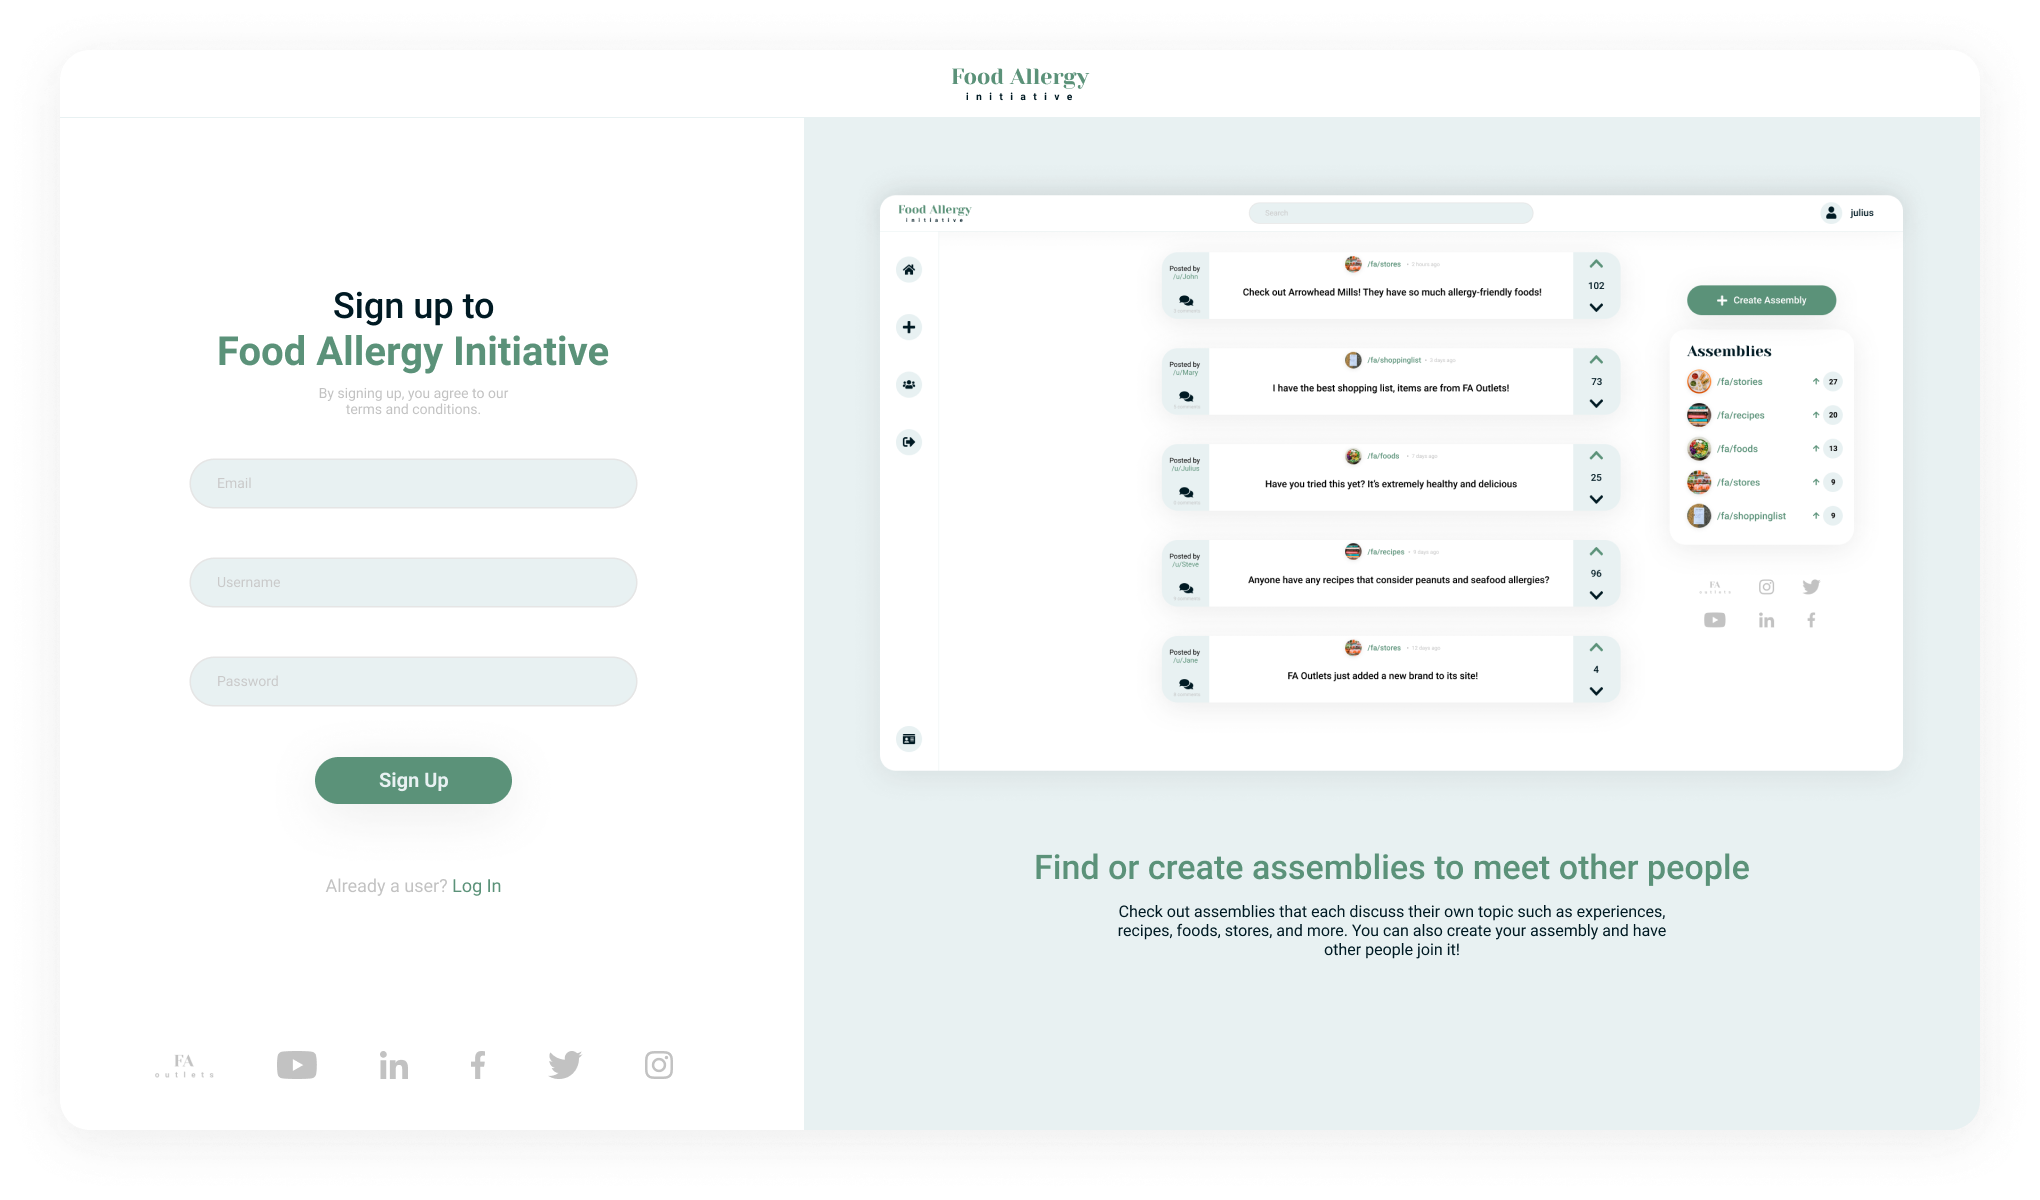 Food Allergy
initiative
Sign up to
Food Allergy Initiative
By signing up, you agree to our
terms and conditions.
Email
Username
Password
Sign Up
Already a user? Log In
FA
outlets
Food Allergy
initiative
Search
julius
Posted by
/u/John
/fa/stores
Check out Arrowhead Mills! They have so much allergy-friendly foods!
102
Posted by
/u/Mary
/fa/shoppinglist • 3 days ago
I have the best shopping list, items are from FA Outlets!
73
Posted by
/u/Julius
/fa/foods • 7 days ago
Have you tried this yet? It's extremely healthy and delicious
25
Posted by
/u/Steve
/fa/recipes • 9 days ago
Anyone have any recipes that consider peanuts and seafood allergies?
96
Posted by
/u/Jane
/fa/stores
FA Outlets just added a new brand to its site!
4
Create Assembly
Assemblies
/fa/stories 27
/fa/recipes 20
/fa/foods 13
/fa/stores 9
/fa/shoppinglist 9
FA
outlets
Find or create assemblies to meet other people
Check out assemblies that each discuss their own topic such as experiences,
recipes, foods, stores, and more. You can also create your assembly and have
other people join it!